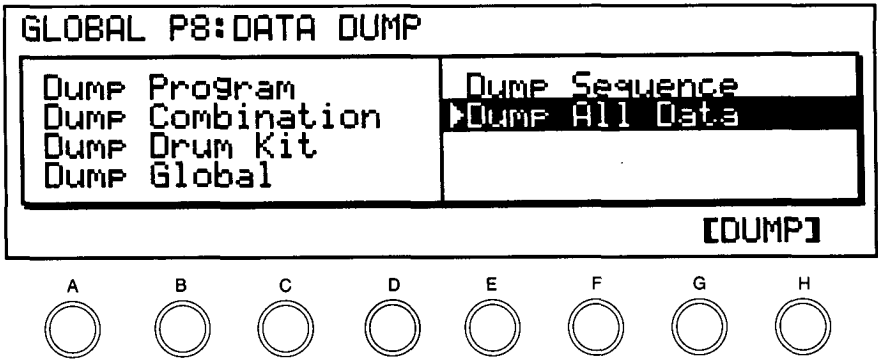 GLOBAL P8:DATA DUMP
Dump Program
Dump Combination
Dump Drum Kit
Dump Global
Dump Sequence
▶Dump All Data
[DUMP]
A B C D E F G H